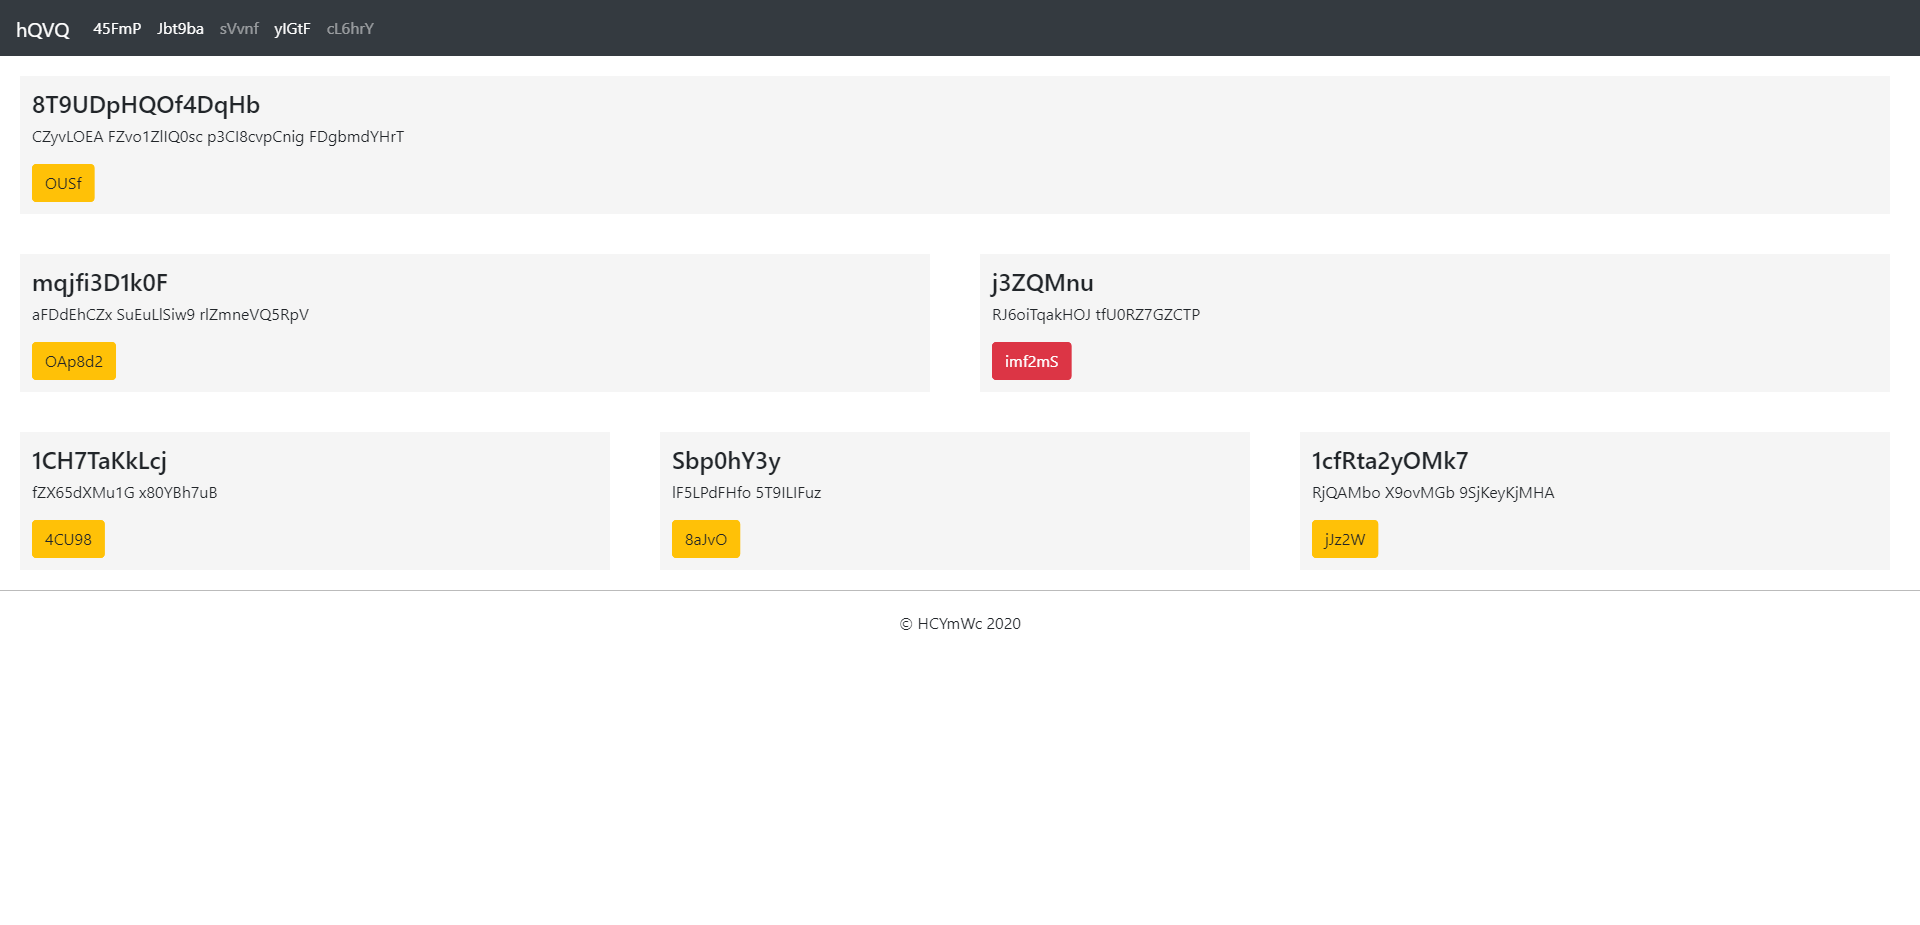 hQVQ 45FmP Jbt9ba sVvnf yIGtF cL6hrY
8T9UDpHQOf4DqHb
CZyvLOEA FZvo1ZlIQ0sc p3CI8cvpCnig FDgbmdYHrT
OUSf
mqjfi3D1k0F
aFDdEhCZx SuEuLlSiw9 rlZmneVQ5RpV
OAp8d2
j3ZQMnu
RJ6oiTqakHOJ tfU0RZ7GZCTP
imf2mS
1CH7TaKkLcj
fZX65dXMu1G x80YBh7uB
4CU98
Sbp0hY3y
lF5LPdFHfo 5T9ILIFuz
8aJvO
1cfRta2yOMk7
RjQAMbo X9ovMGb 9SjKeyKjMHA
jJz2W
© HCYmWc 2020